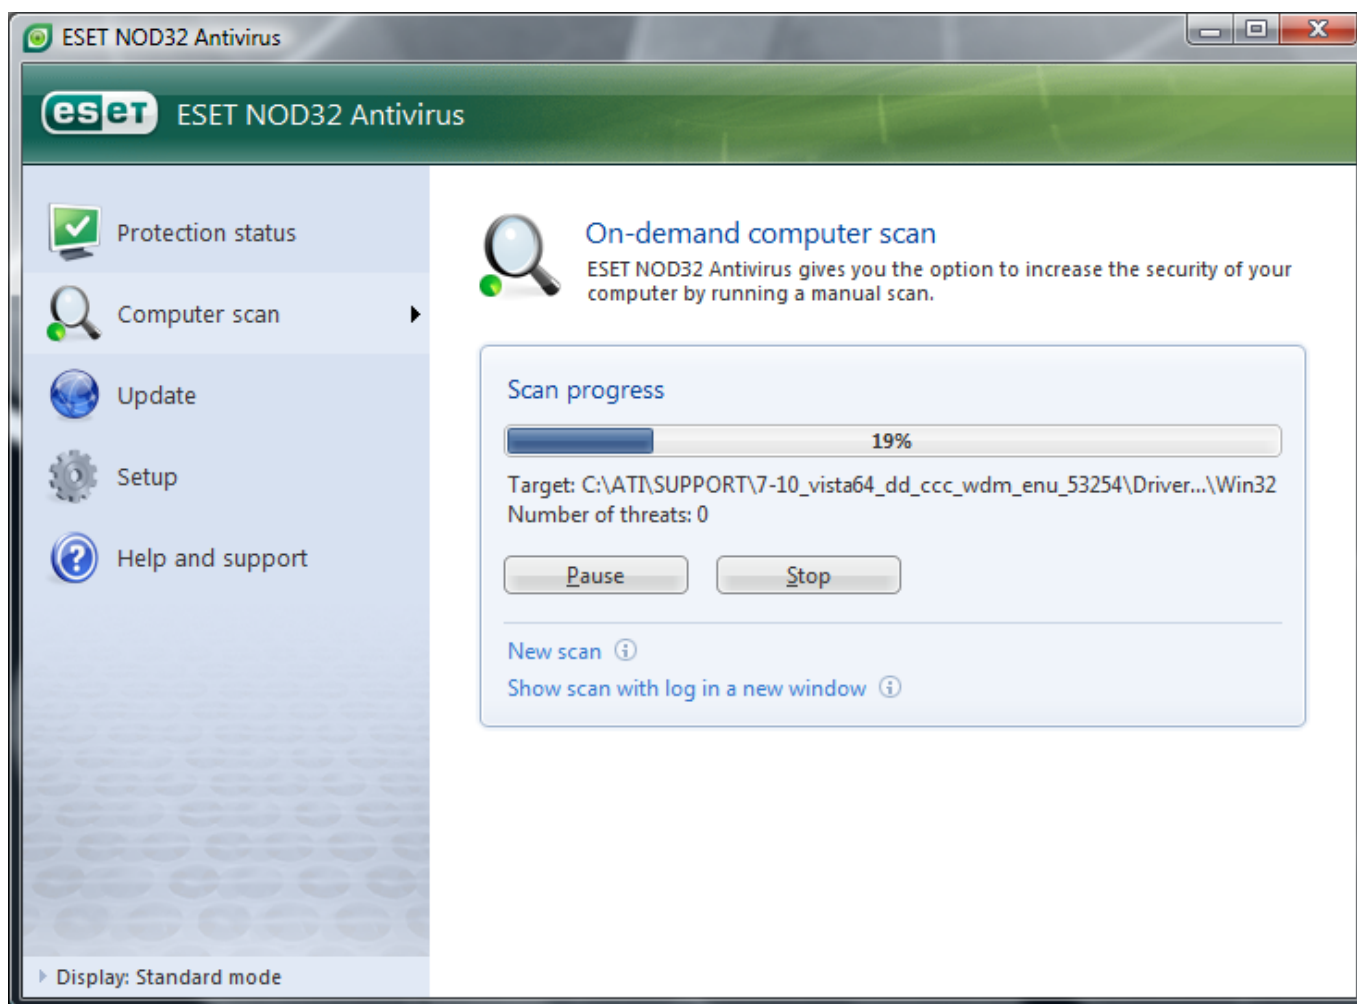 ESET NOD32 Antivirus
eset ESET NOD32 Antivirus
Protection status
Computer scan
Update
Setup
Help and support
Display: Standard mode
On-demand computer scan
ESET NOD32 Antivirus gives you the option to increase the security of your
computer by running a manual scan.
Scan progress
19%
Target: C:\ATI\SUPPORT\7-10_vista64_dd_ccc_wdm_enu_53254\Driver...\Win32
Number of threats: 0
Pause Stop
New scan
Show scan with log in a new window